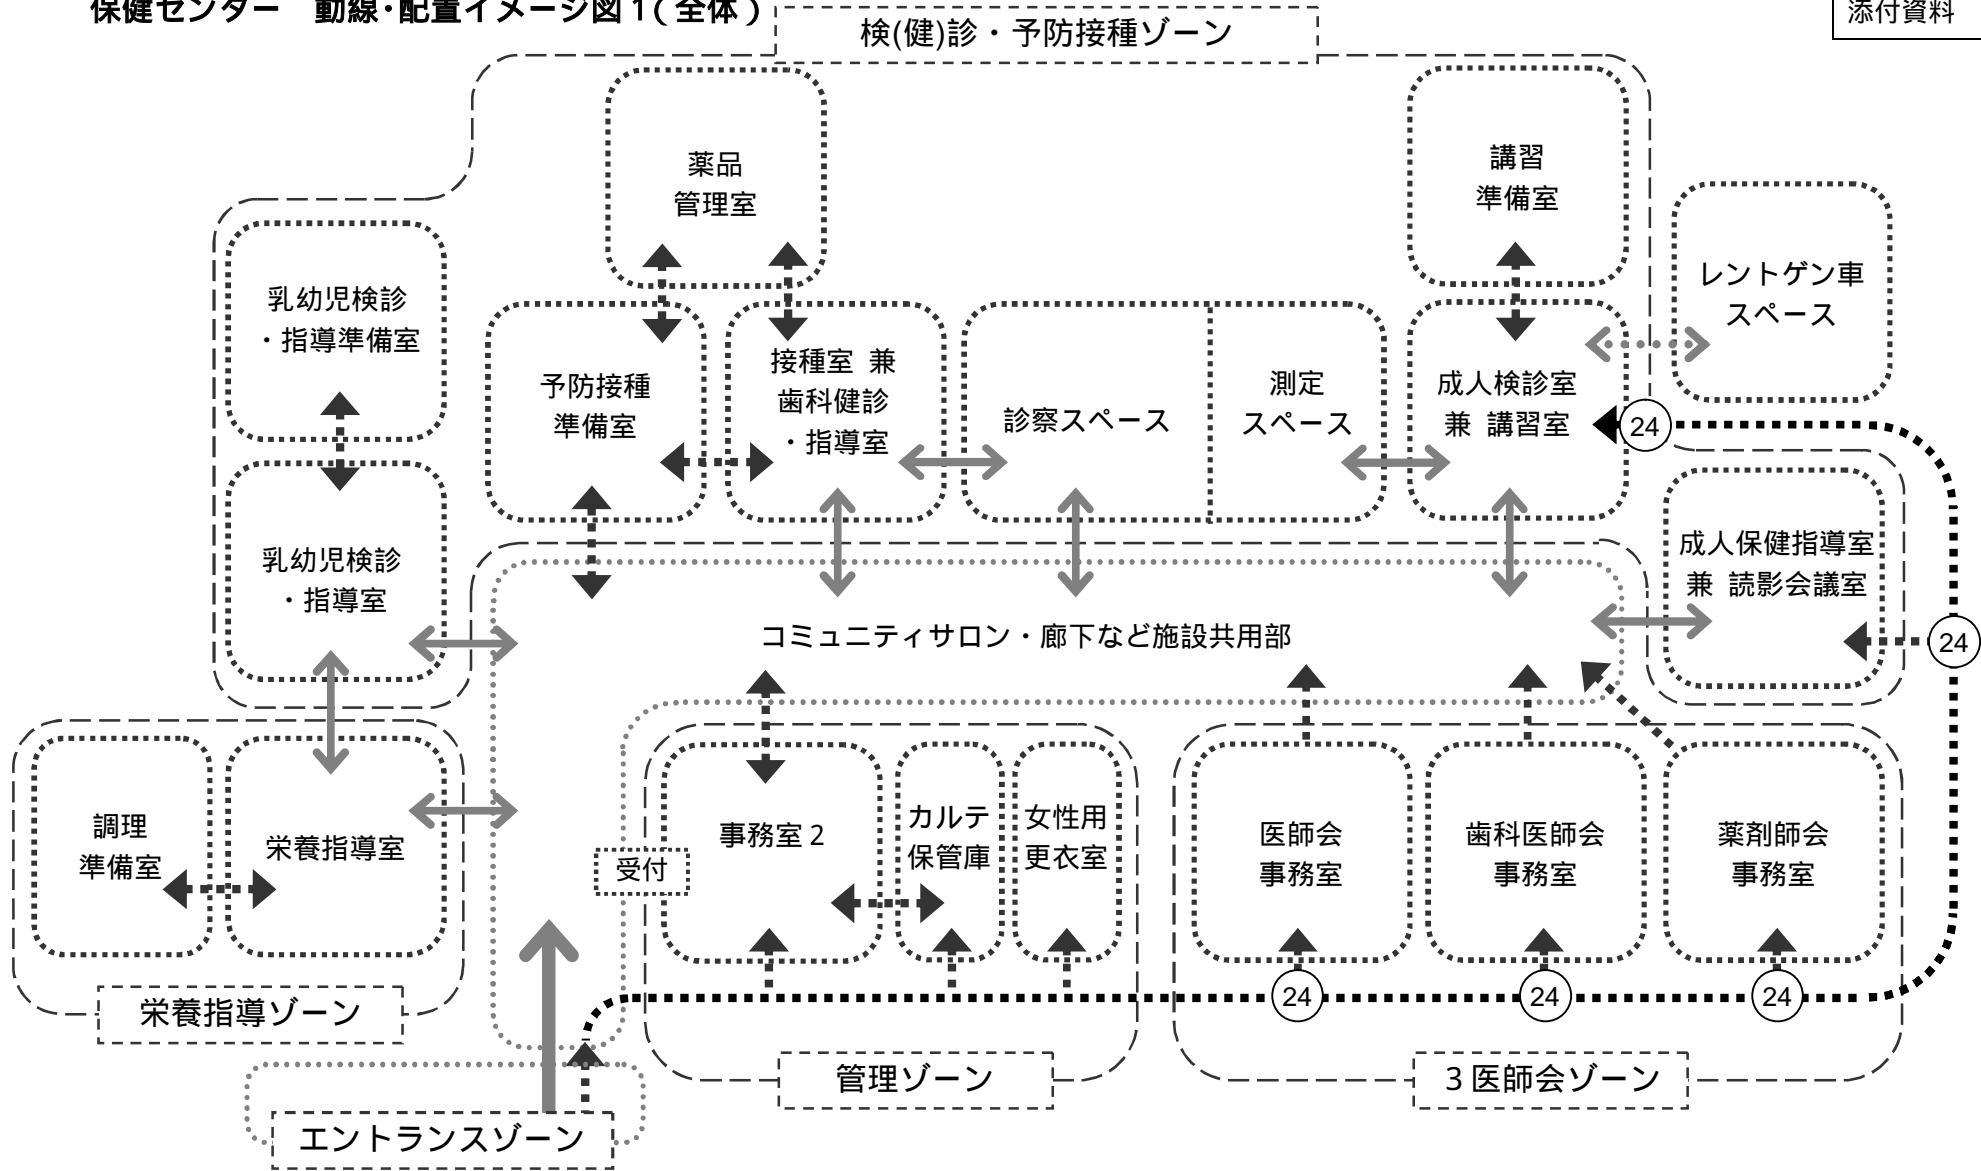 保健センター 動線･配置イメージ図1(全体)
添付資料
検(健)診・予防接種ゾーン
薬品
管理室
講習
準備室
レントゲン車
スペース
乳幼児検診
・指導準備室
予防接種
準備室
接種室 兼
歯科健診
・指導室
診察スペース
測定
スペース
成人検診室
兼 講習室
24
乳幼児検診
・指導室
成人保健指導室
兼 読影会議室
24
コミュニティサロン・廊下など施設共用部
調理
準備室
栄養指導室
受付
事務室2
カルテ
保管庫
女性用
更衣室
医師会
事務室
歯科医師会
事務室
薬剤師会
事務室
24
24
24
栄養指導ゾーン
管理ゾーン
3医師会ゾーン
エントランスゾーン